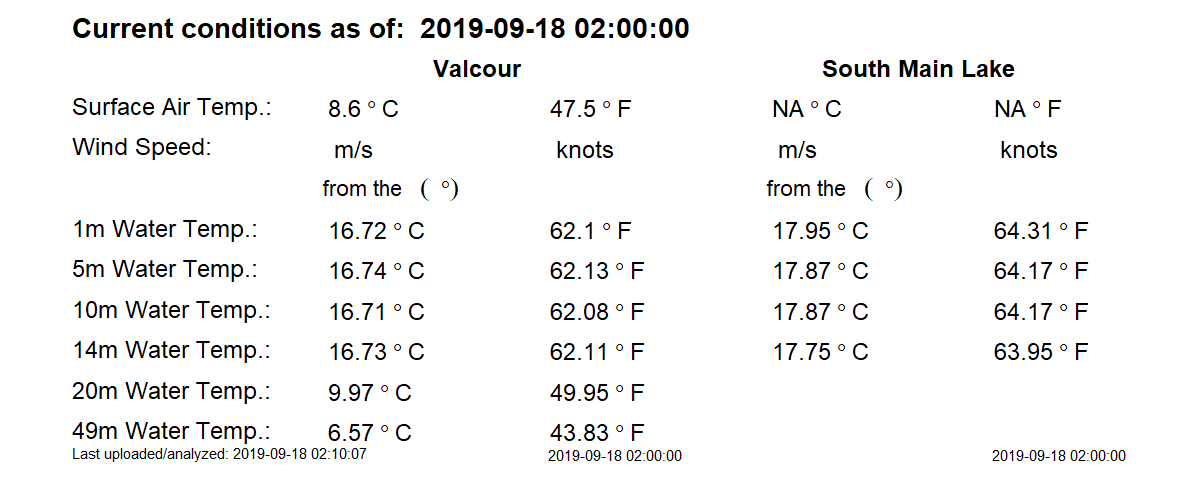 Current conditions as of:  2019-09-18 02:00:00
Valcour South Main Lake
Surface Air Temp.: 8.6 ° C 47.5 ° F NA ° C NA ° F
Wind Speed: m/s knots m/s knots
from the ( °) from the ( °)
1m Water Temp.: 16.72 ° C 62.1 ° F 17.95 ° C 64.31 ° F
5m Water Temp.: 16.74 ° C 62.13 ° F 17.87 ° C 64.17 ° F
10m Water Temp.: 16.71 ° C 62.08 ° F 17.87 ° C 64.17 ° F
14m Water Temp.: 16.73 ° C 62.11 ° F 17.75 ° C 63.95 ° F
20m Water Temp.: 9.97 ° C 49.95 ° F
49m Water Temp.: 6.57 ° C 43.83 ° F
Last uploaded/analyzed: 2019-09-18 02:10:07 2019-09-18 02:00:00 2019-09-18 02:00:00